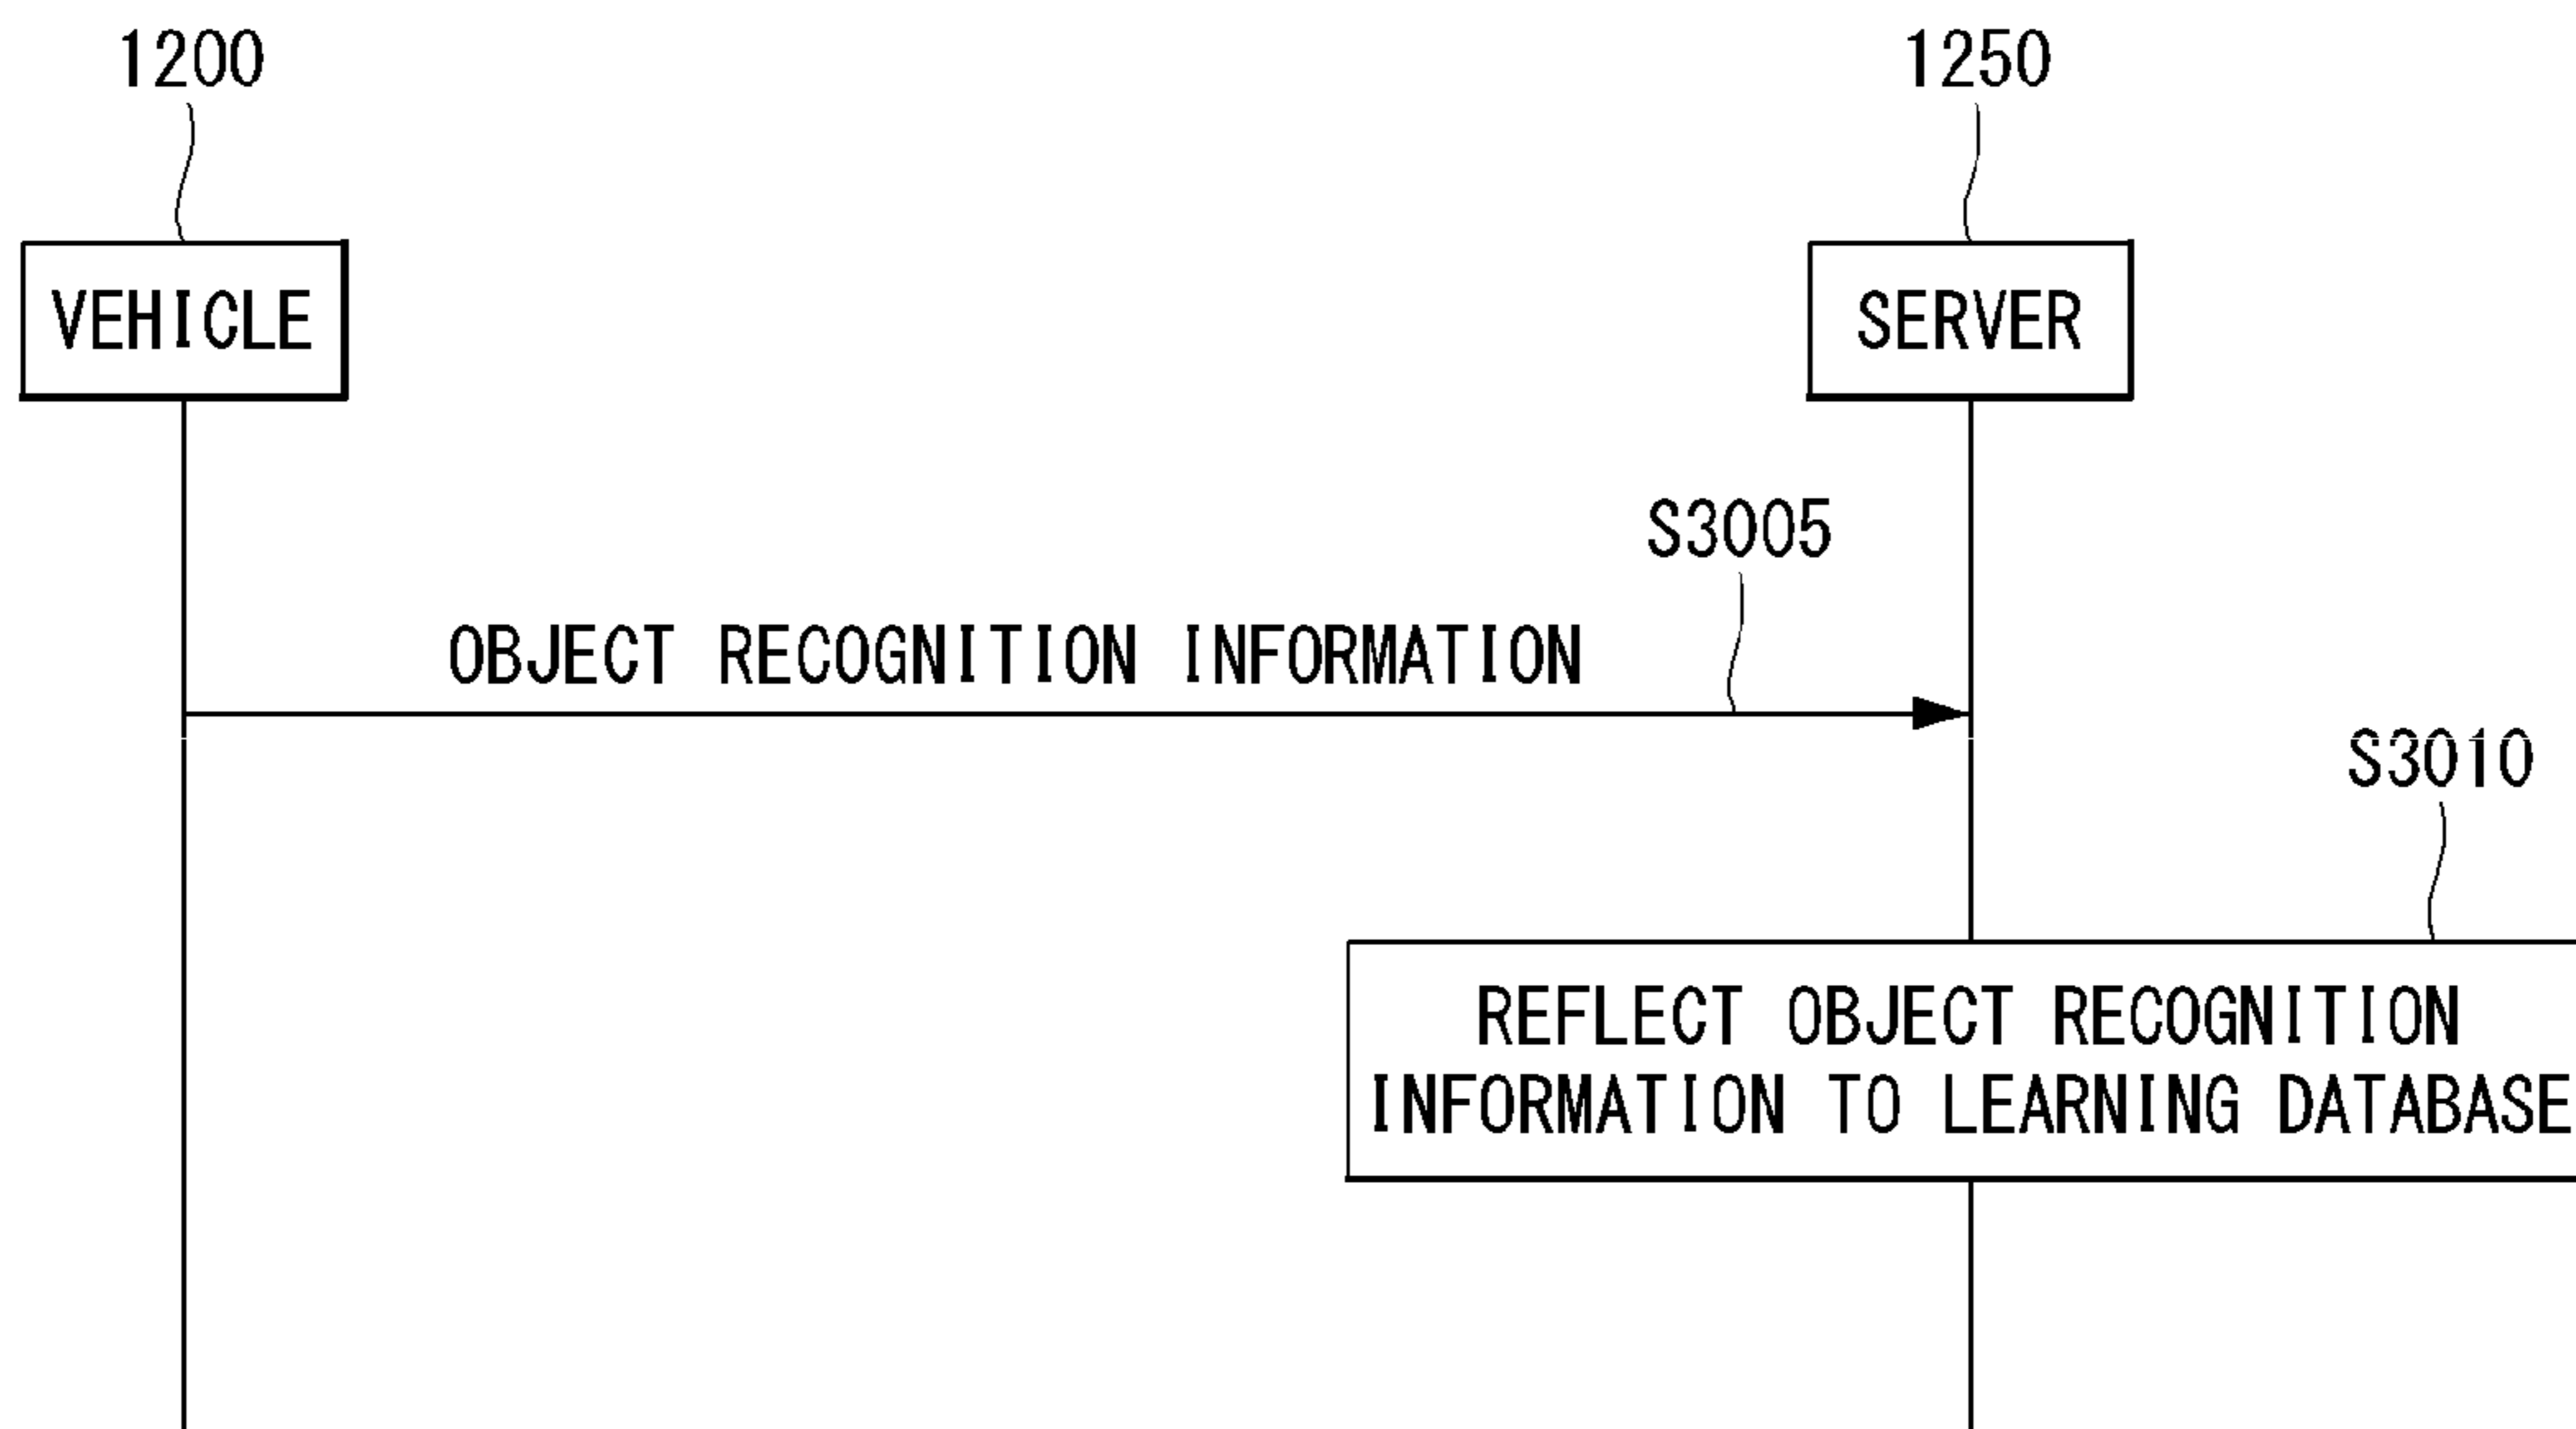 1200
1250
VEHICLE
SERVER
S3005
OBJECT RECOGNITION INFORMATION
S3010
REFLECT OBJECT RECOGNITION
INFORMATION TO LEARNING DATABASE